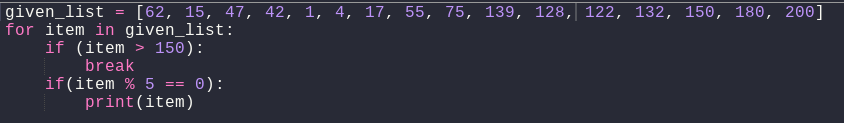 given_list = [62, 15, 47, 42, 1, 4, 17, 55, 75, 139, 128, 122, 132, 150, 180, 200]
for item in given_list:
    if (item > 150):
        break
    if(item % 5 == 0):
        print(item)